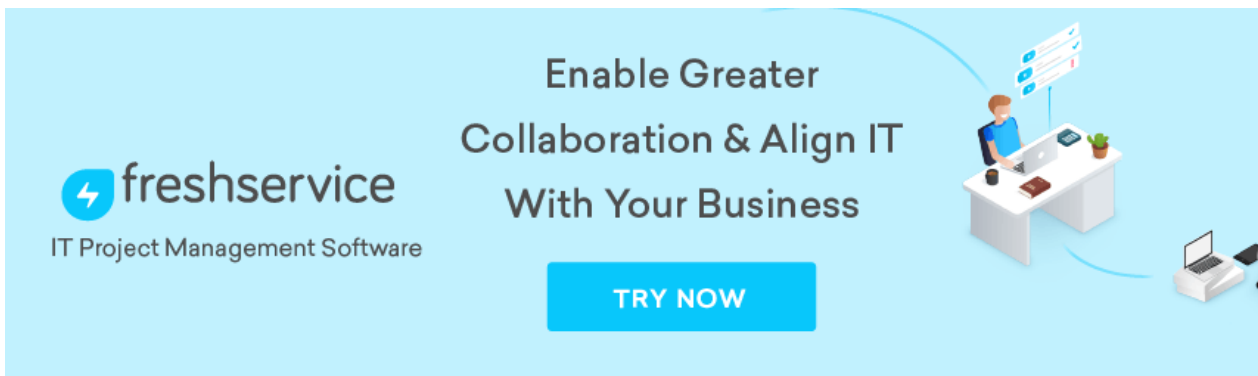 freshservice
IT Project Management Software
Enable Greater
Collaboration & Align IT
With Your Business
TRY NOW